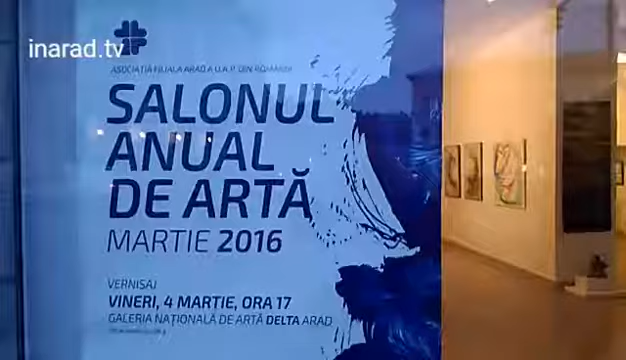 inarad.tv
ASOCIAȚIA FILIALA ARAD A U.A.P. DIN ROMÂNIA
SALONUL
ANUAL
DE ARTĂ
MARTIE 2016
VERNISAJ
VINERI, 4 MARTIE, ORA 17
GALERIA NAȚIONALĂ DE ARTĂ DELTA ARAD